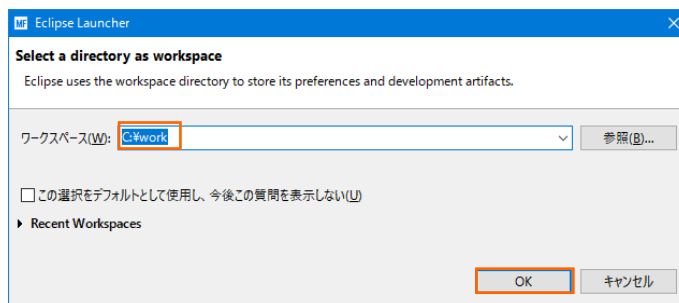 MF Eclipse Launcher
Select a directory as workspace
Eclipse uses the workspace directory to store its preferences and development artifacts.
ワークスペース(W): C:¥work 参照(B)...
この選択をデフォルトとして使用し、今後この質問を表示しない(U)
Recent Workspaces
OK キャンセル